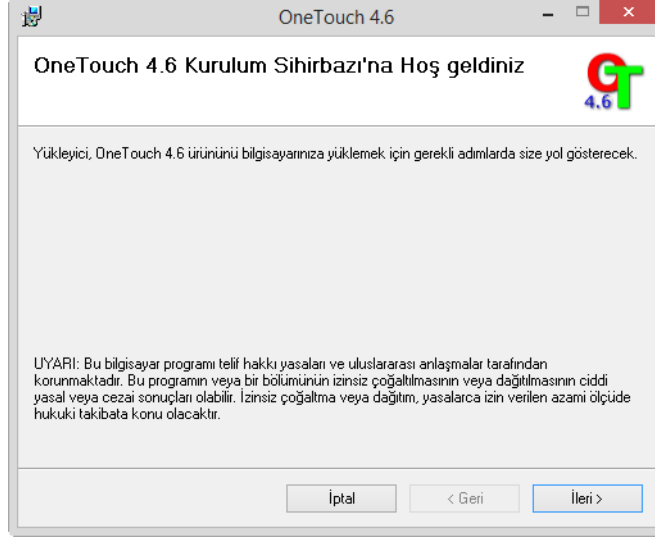 OneTouch 4.6
OneTouch 4.6 Kurulum Sihirbazı'na Hoş geldiniz
OT
4.6
Yükleyici, OneTouch 4.6 ürününü bilgisayarınıza yüklemek için gerekli adımlarda size yol gösterecek.
UYARI: Bu bilgisayar programı telif hakkı yasaları ve uluslararası anlaşmalar tarafından
korunmaktadır. Bu programın veya bir bölümünün izinsiz çoğaltılmasının veya dağıtılmasının ciddi
yasal veya cezai sonuçları olabilir. İzinsiz çoğaltma veya dağıtım, yasalarca izin verilen azami ölçüde
hukuki takibata konu olacaktır.
İptal
< Geri
İleri >